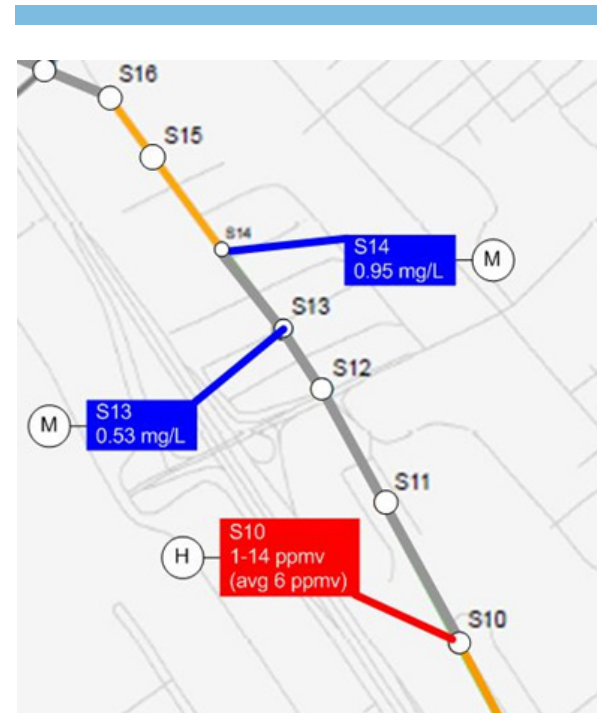 S16
S15
S14
S14
0.95 mg/L
M
S13
S12
S13
0.53 mg/L
M
S11
S10
1-14 ppmv
(avg 6 ppmv)
H
S10